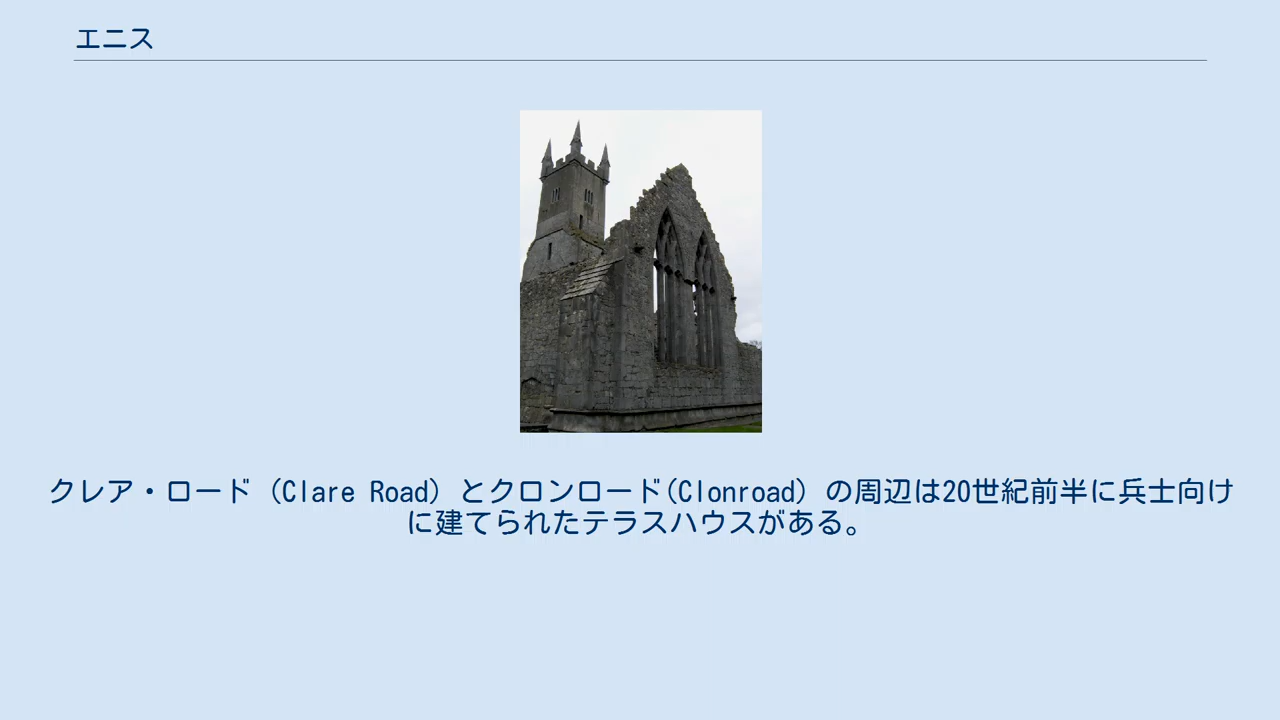 エニス
クレア・ロード（Clare Road）とクロンロード(Clonroad）の周辺は20世紀前半に兵士向け
に建てられたテラスハウスがある。